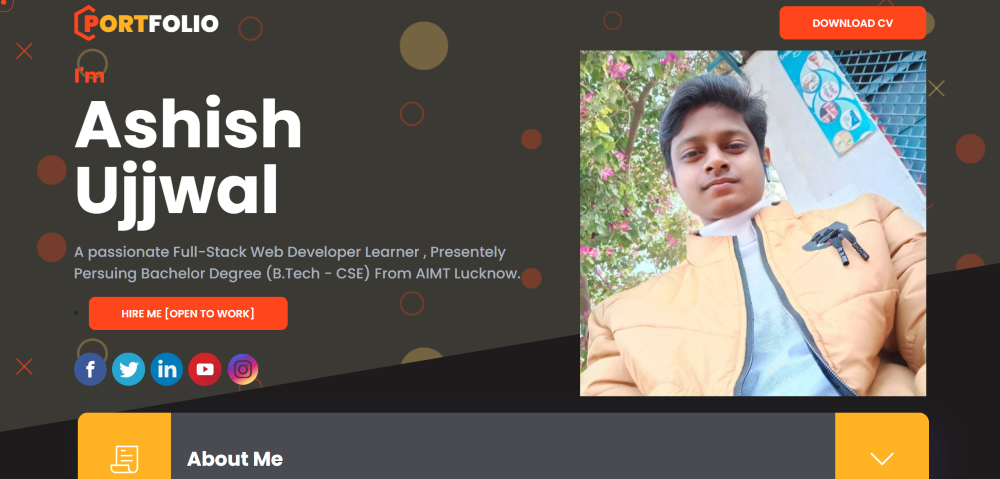 PORTFOLIO
DOWNLOAD CV
I'm
Ashish
Ujjwal
A passionate Full-Stack Web Developer Learner , Presentely
Persuing Bachelor Degree (B.Tech - CSE) From AIMT Lucknow.
HIRE ME [OPEN TO WORK]
About Me